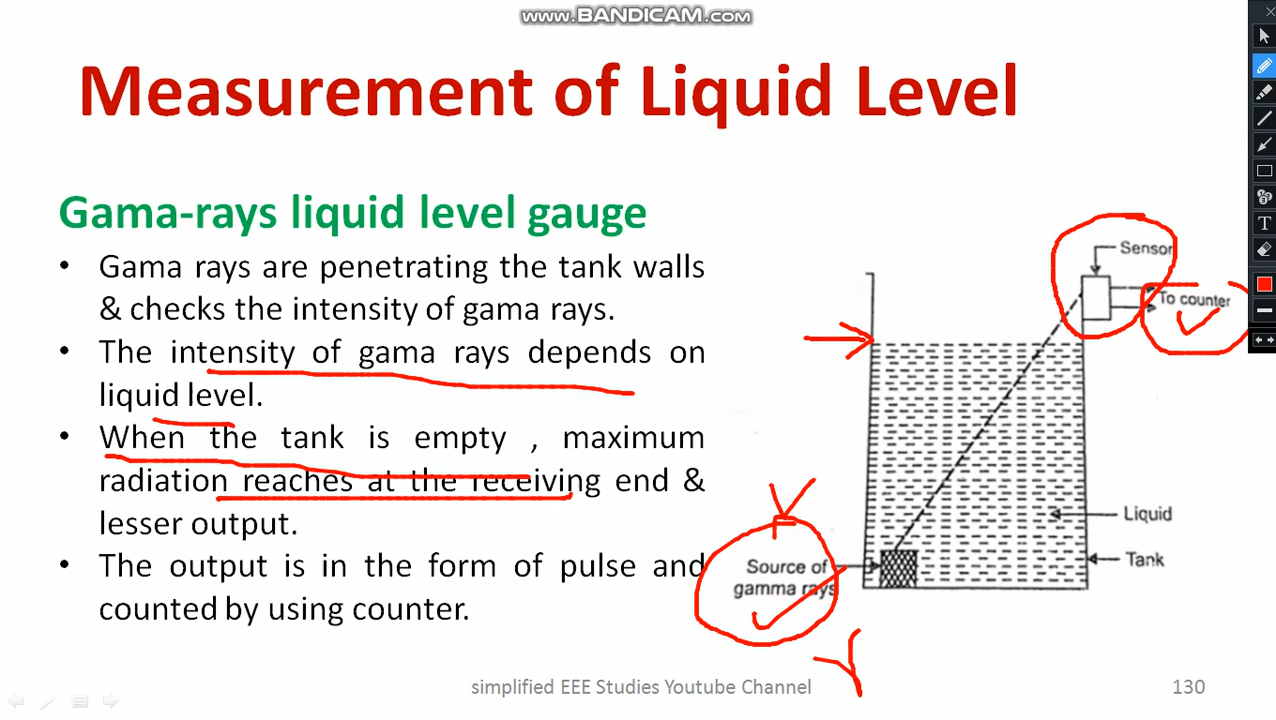 www.BANDICAM.com
Measurement of Liquid Level
Gama-rays liquid level gauge
• Gama rays are penetrating the tank walls
& checks the intensity of gama rays.
• The intensity of gama rays depends on
liquid level.
• When the tank is empty , maximum
radiation reaches at the receiving end &
lesser output.
• The output is in the form of pulse and
counted by using counter.
Sensor
To counter
Liquid
Tank
Source of
gamma rays
γ
simplified EEE Studies Youtube Channel
130
T